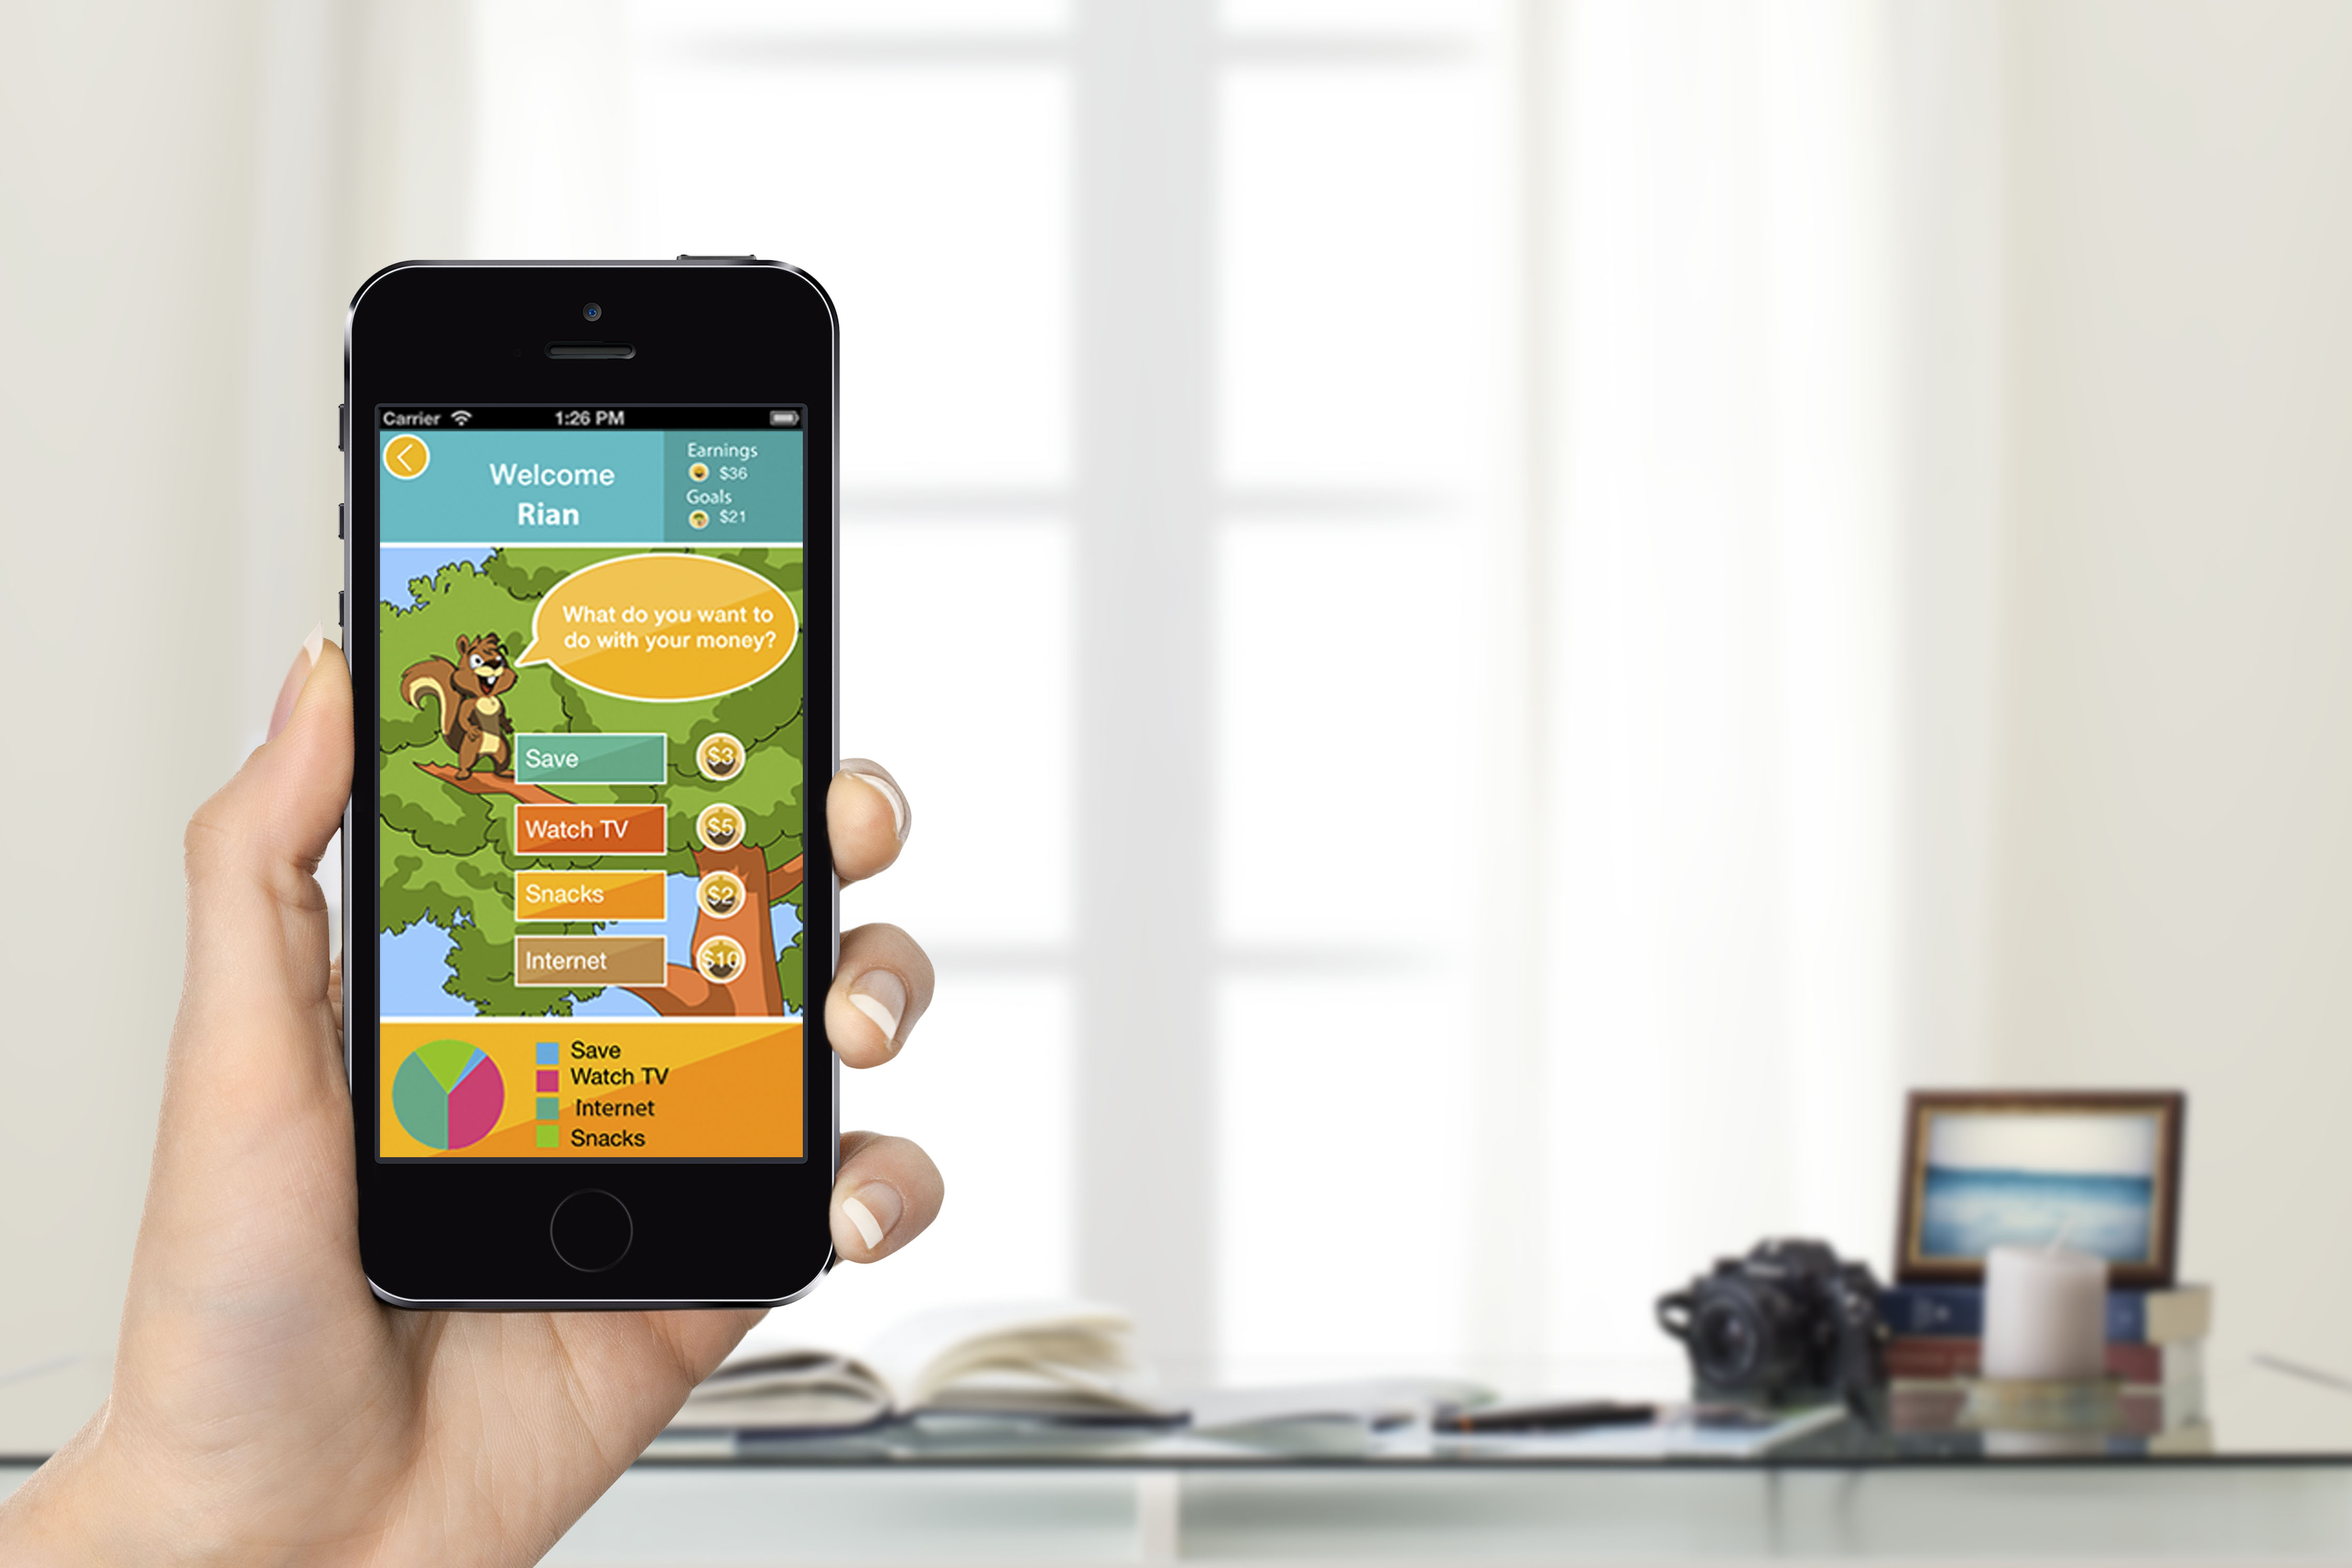 Carrier 1:26 PM
Welcome
Rian
Earnings
$36
Goals
$21
What do you want to
do with your money?
Save $3
Watch TV $5
Snacks $2
Internet $10
Save
Watch TV
Internet
Snacks